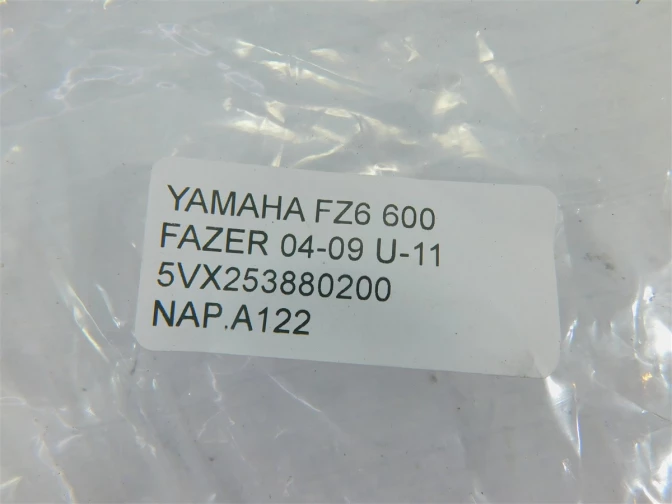 YAMAHA FZ6 600
FAZER 04-09 U-11
5VX253880200
NAP.A122